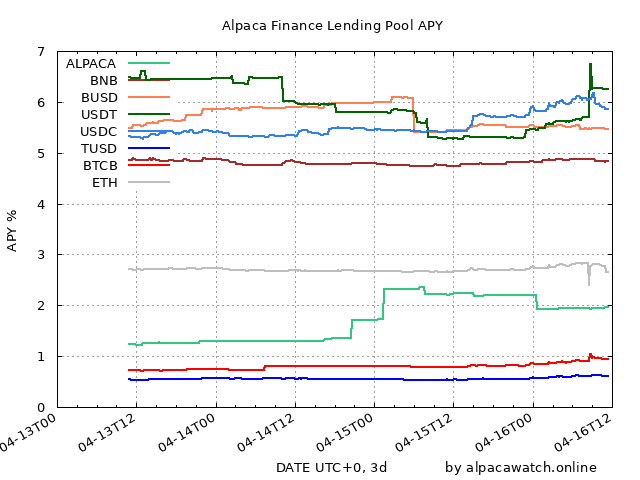 Alpaca Finance Lending Pool APY
7
6
5
4
3
2
1
0
APY %
ALPACA
BNB
BUSD
USDT
USDC
TUSD
BTCB
ETH
04-13T00
04-13T12
04-14T00
04-14T12
04-15T00
04-15T12
04-16T00
04-16T12
DATE UTC+0, 3d
by alpacawatch.online